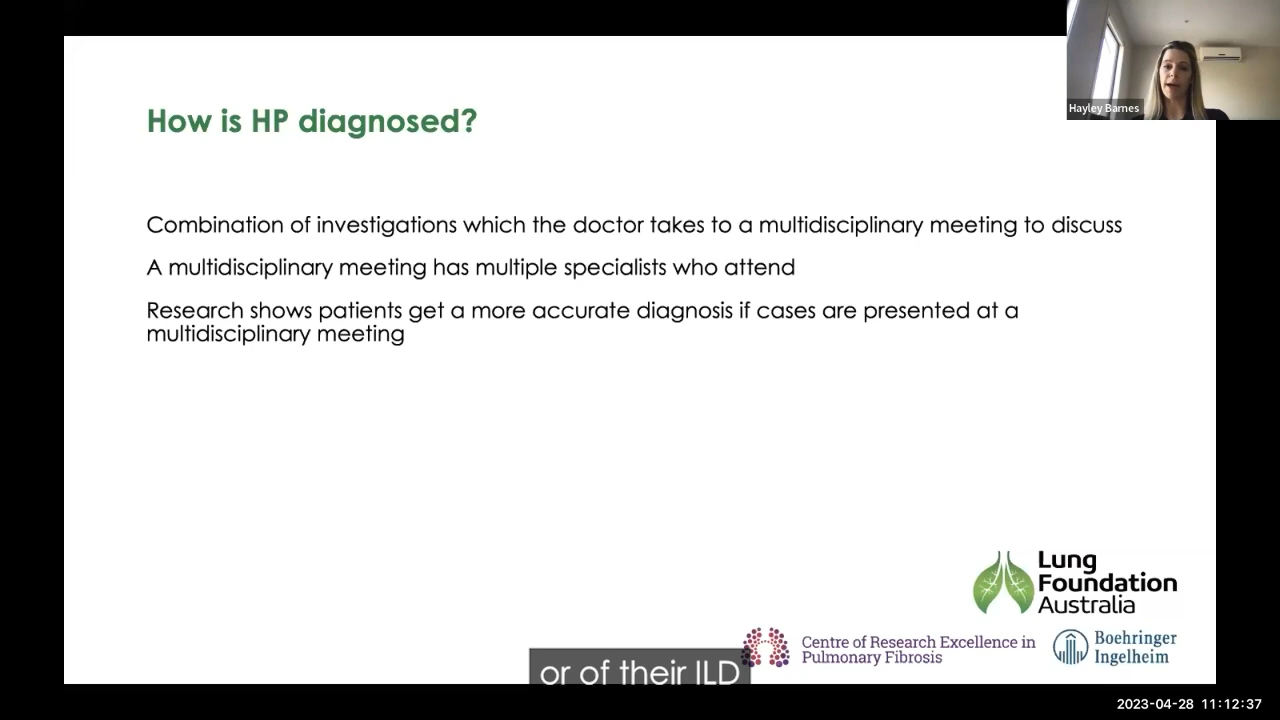 Hayley Barnes
How is HP diagnosed?
Combination of investigations which the doctor takes to a multidisciplinary meeting to discuss
A multidisciplinary meeting has multiple specialists who attend
Research shows patients get a more accurate diagnosis if cases are presented at a
multidisciplinary meeting
Lung
Foundation
Australia
Centre of Research Excellence in
Pulmonary Fibrosis
Boehringer
Ingelheim
or of their ILD
2023-04-28 11:12:37